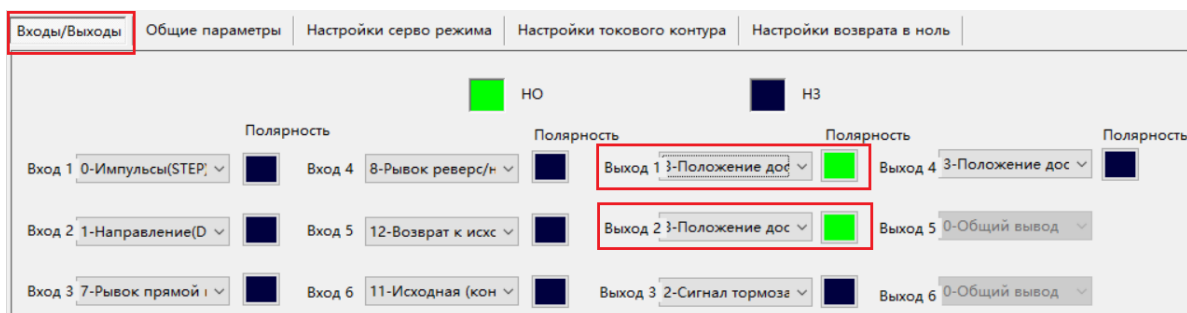 Входы/Выходы Общие параметры Настройки серво режима Настройки токового контура Настройки возврата в ноль
НО НЗ
Полярность Полярность Полярность Полярность
Вход 1 0-Импульсы(STEP) Вход 4 8-Рывок реверс/н Выход 1 3-Положение дос Выход 4 3-Положение дос
Вход 2 1-Направление(D Вход 5 12-Возврат к исхс Выход 2 3-Положение дос Выход 5 0-Общий вывод
Вход 3 7-Рывок прямой Вход 6 11-Исходная (кон Выход 3 2-Сигнал тормоза Выход 6 0-Общий вывод